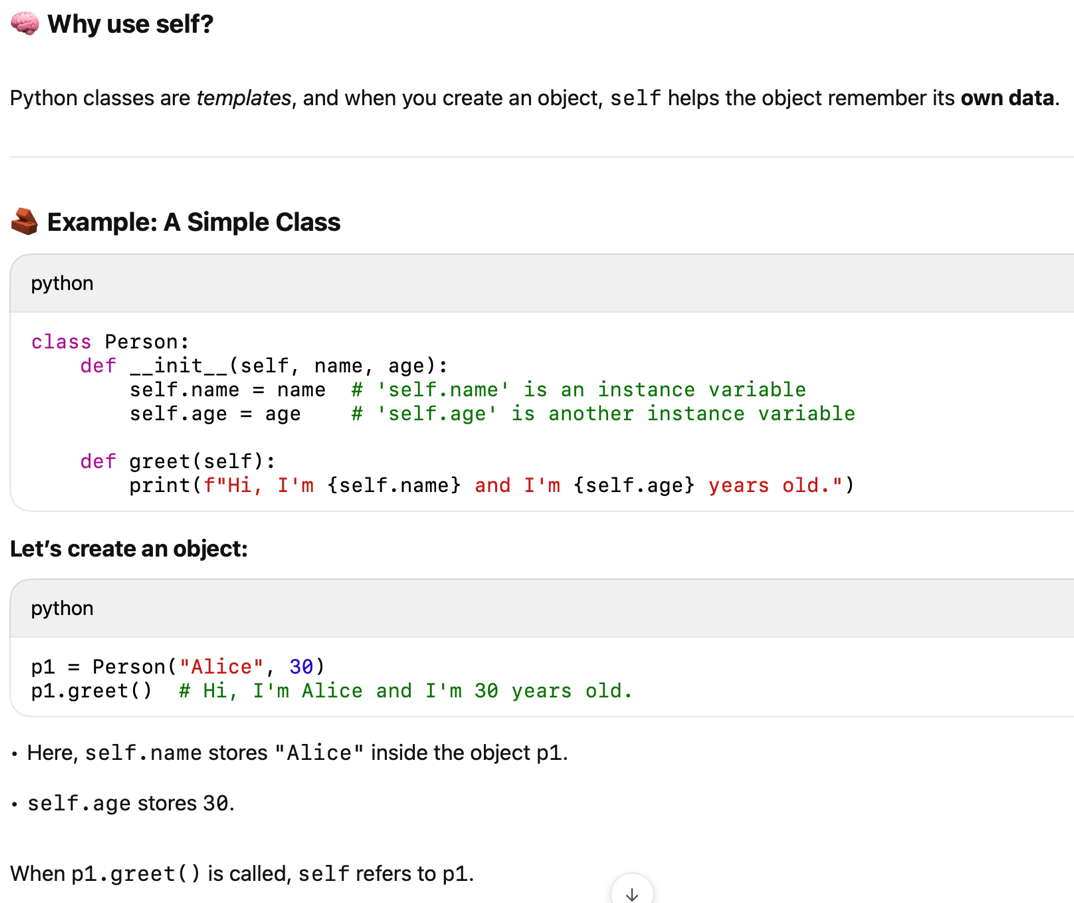 🧠 Why use self?
Python classes are templates, and when you create an object, self helps the object remember its own data.
🧱 Example: A Simple Class
python
class Person:
    def __init__(self, name, age):
        self.name = name  # 'self.name' is an instance variable
        self.age = age    # 'self.age' is another instance variable

    def greet(self):
        print(f"Hi, I'm {self.name} and I'm {self.age} years old.")
Let’s create an object:
python
p1 = Person("Alice", 30)
p1.greet()  # Hi, I'm Alice and I'm 30 years old.
• Here, self.name stores "Alice" inside the object p1.
• self.age stores 30.
When p1.greet() is called, self refers to p1.